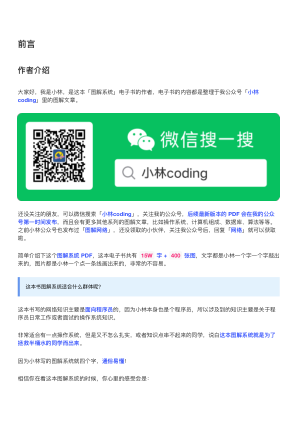 前言
作者介绍
大家好，我是小林，是这本「图解系统」电子书的作者，电子书的内容都是整理于我公众号「小林
coding」里的图解文章。
微信搜一搜
小林coding
还没关注的朋友，可以微信搜索「小林coding」，关注我的公众号，后续最新版本的 PDF 会在我的公众
号第一时间发布，而且会有更多其他系列的图解文章，比如操作系统、计算机组成、数据库、算法等等。
之前小林公众号也发布过「图解网络」，还没领取的小伙伴，关注我公众号后，回复「网络」就可以获取
啦。
简单介绍下这个图解系统 PDF，这本电子书共有 15W 字 + 400 张图，文字都是小林一个字一个字敲出
来的，图片都是小林一个点一条线画出来的，非常的不容易。
这本书图解系统适合什么群体呢？
这本书写的网络知识主要是面向程序员的，因为小林本身也是个程序员，所以涉及到的知识主要是关于程
序员日常工作或者面试的操作系统知识。
非常适合有一点操作系统，但是又不怎么扎实，或者知识点串不起来的同学，说白这本图解系统就是为了
拯救半桶水的同学而出来。
因为小林写的图解系统就四个字，通俗易懂！
相信你在看这本图解系统的时候，你心里的感受会是：